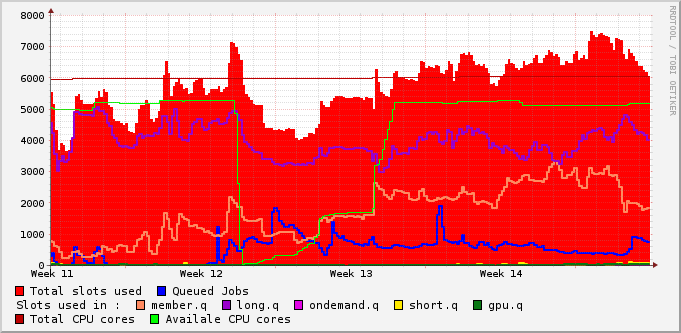 8000
7000
6000
5000
4000
3000
2000
1000
0
Week 11 Week 12 Week 13 Week 14
RRDTOOL / TOBI OETIKER
Total slots used Queued Jobs
Slots used in : member.q long.q ondemand.q short.q gpu.q
Total CPU cores Availale CPU cores